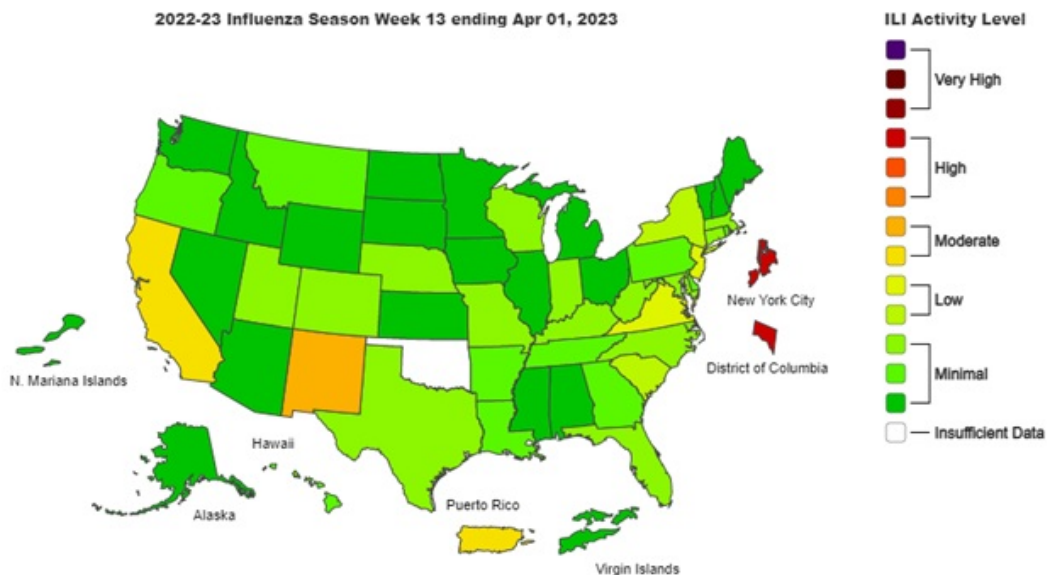 2022-23 Influenza Season Week 13 ending Apr 01, 2023
ILI Activity Level
Very High
High
Moderate
Low
Minimal
Insufficient Data
New York City
District of Columbia
N. Mariana Islands
Hawaii
Alaska
Puerto Rico
Virgin Islands